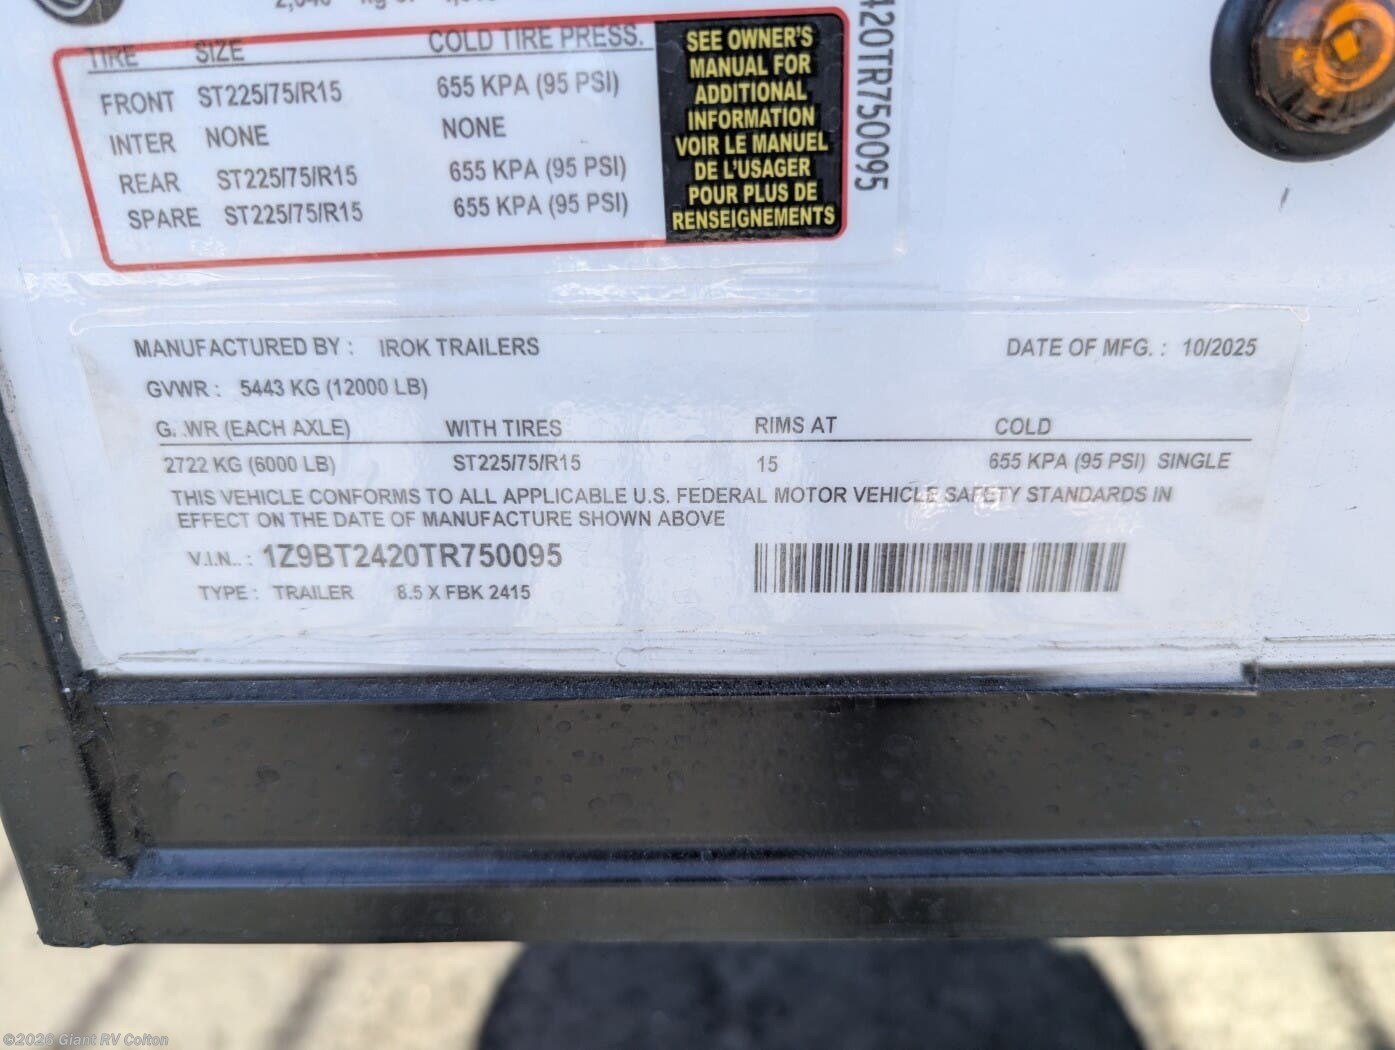 TIRE SIZE COLD TIRE PRESS.
FRONT ST225/75/R15 655 KPA (95 PSI)
INTER NONE NONE
REAR ST225/75/R15 655 KPA (95 PSI)
SPARE ST225/75/R15 655 KPA (95 PSI)
SEE OWNER'S
MANUAL FOR
ADDITIONAL
INFORMATION
VOIR LE MANUEL
DE L'USAGER
POUR PLUS DE
RENSEIGNEMENTS
420TR750095
MANUFACTURED BY : IROK TRAILERS DATE OF MFG. : 10/2025
GVWR : 5443 KG (12000 LB)
G. .WR (EACH AXLE) WITH TIRES RIMS AT COLD
2722 KG (6000 LB) ST225/75/R15 15 655 KPA (95 PSI) SINGLE
THIS VEHICLE CONFORMS TO ALL APPLICABLE U.S. FEDERAL MOTOR VEHICLE SAFETY STANDARDS IN
EFFECT ON THE DATE OF MANUFACTURE SHOWN ABOVE
V.I.N.. : 1Z9BT2420TR750095
TYPE : TRAILER 8.5 X FBK 2415
©2026 Giant RV Colton